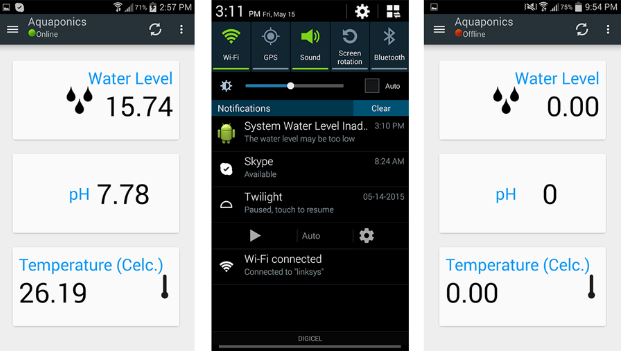 2:57 PM
Aquaponics
Online
Water Level
15.74
pH 7.78
Temperature (Celc.)
26.19
3:11 PM Fri, May 15
Wi-Fi
GPS
Sound
Screen rotation
Bluetooth
Auto
Notifications
Clear
System Water Level Inad.. 3:10 PM
The water level may be too low
Skype 8:24 AM
Available
Twilight 05-14-2015
Paused, touch to resume
Auto
Wi-Fi connected
Connected to "linksys"
DIGICEL
75% 9:54 PM
Aquaponics
Offline
Water Level
0.00
pH 0
Temperature (Celc.)
0.00